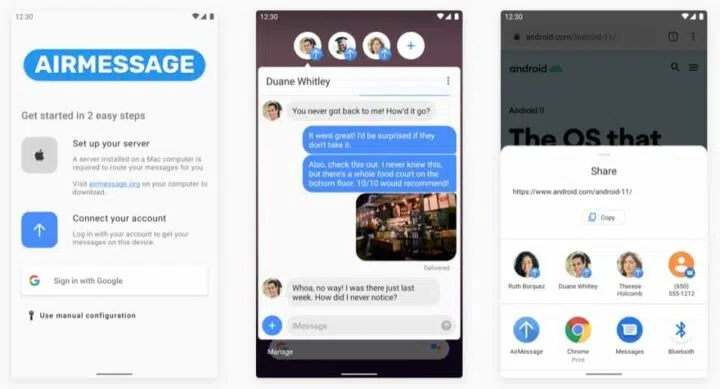 12:30
AIRMESSAGE
Get started in 2 easy steps
Set up your server
A server installed on a Mac computer is
required to route your messages for you.
Visit airmessage.org on your computer to
download.
Connect your account
Log in with your account to get your
messages on this device.
Sign in with Google
Use manual configuration
12:30
Duane Whitley
You never got back to me! How'd it go?
It went great! I'd be surprised if they
don't take it.
Also, check this out. I never knew this,
but there's a whole food court on the
bottom floor. 10/10 would recommend!
Delivered
Whoa, no way! I was there just last
week. How did I never notice?
iMessage
Manage
12:30
android.com/android-11/
android
Android 11
The OS that
Share
https://www.android.com/android-11/
Copy
Ruth Borquez
Duane Whitley
Therese
Holcomb
(650)
555-1212
AirMessage
Chrome
Print
Messages
Bluetooth